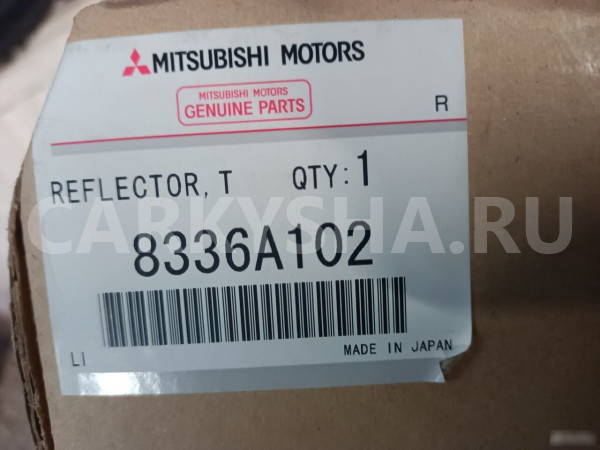 MITSUBISHI MOTORS
MITSUBISHI MOTORS
GENUINE PARTS
R
REFLECTOR, T QTY: 1
CARKYSHA.RU
8336A102
LI MADE IN JAPAN